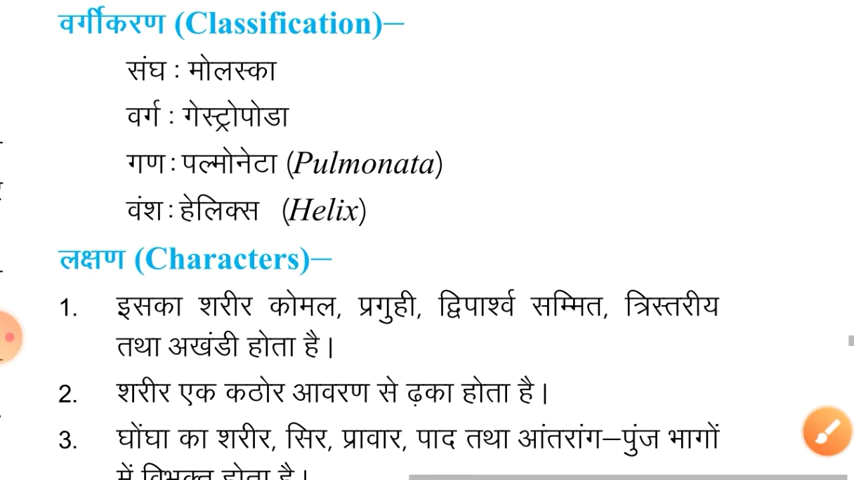 वर्गीकरण (Classification)–
संघ : मोलस्का
वर्ग : गेस्ट्रोपोडा
गण : पल्मोनेटा (Pulmonata)
वंश : हेलिक्स (Helix)
लक्षण (Characters)–
1. इसका शरीर कोमल, प्रगुही, द्विपार्श्व सम्मित, त्रिस्तरीय
तथा अखंडी होता है।
2. शरीर एक कठोर आवरण से ढ़का होता है।
3. घोंघा का शरीर, सिर, प्रावार, पाद तथा आंतरांग–पुंज भागों
में विभक्त होता है।